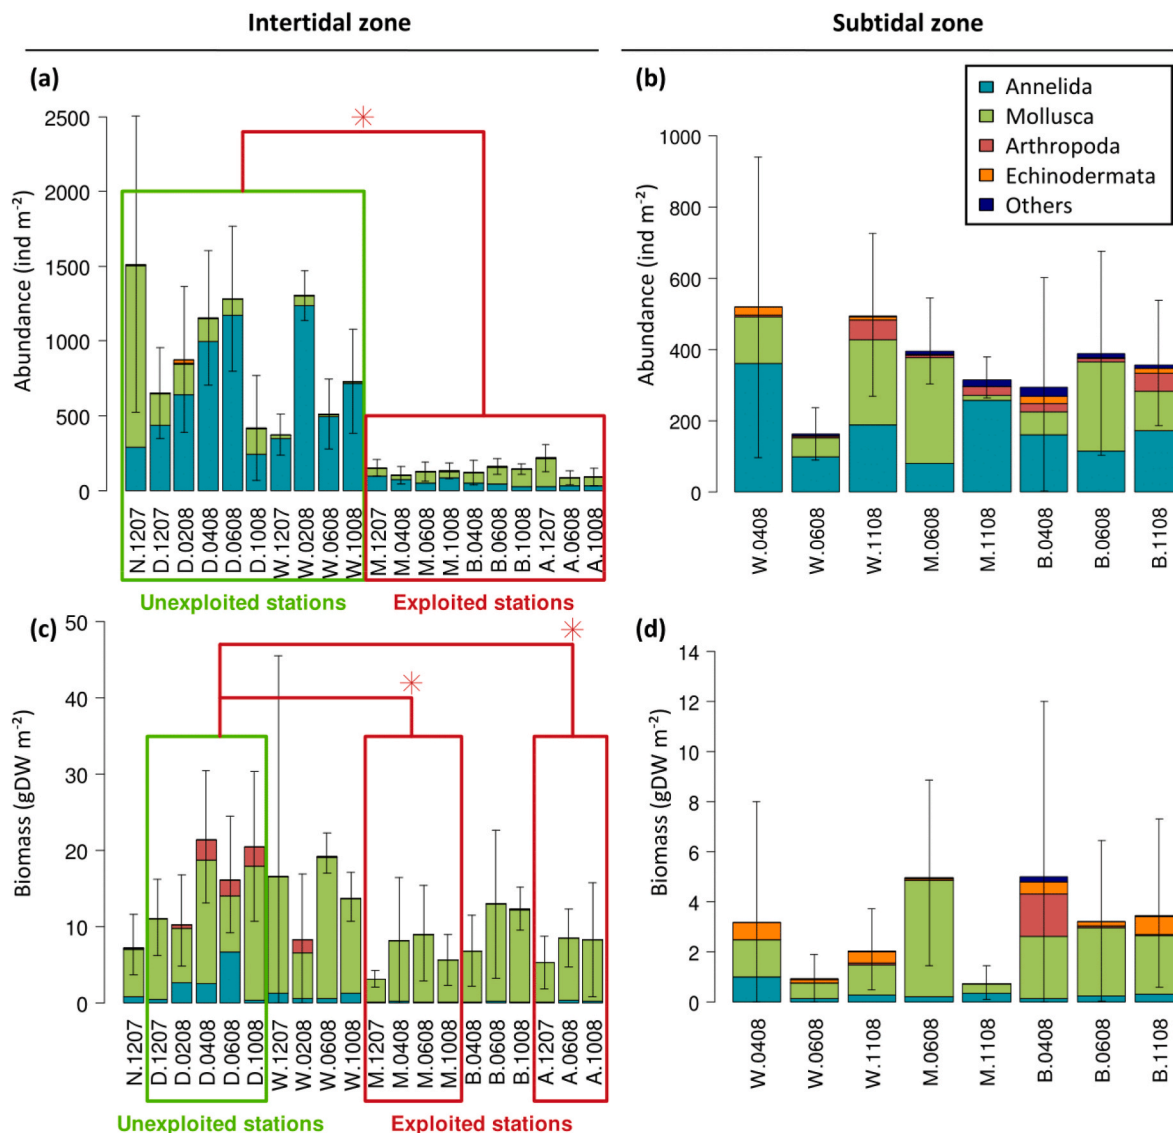 Intertidal zone
Subtidal zone
(a)
(b)
Annelida
Mollusca
Arthropoda
Echinodermata
Others
Abundance (ind m⁻²)
2500
2000
1500
1000
500
0
N.1207
D.1207
D.0208
D.0408
D.0608
D.1008
W.1207
W.0208
W.0608
W.1008
M.1207
M.0408
M.0608
M.1008
B.0408
B.0608
B.1008
A.1207
A.0608
A.1008
Unexploited stations
Exploited stations
Abundance (ind m⁻²)
1000
800
600
400
200
0
W.0408
W.0608
W.1108
M.0608
M.1108
B.0408
B.0608
B.1108
(c)
(d)
Biomass (gDW m⁻²)
50
40
30
20
10
0
N.1207
D.1207
D.0208
D.0408
D.0608
D.1008
W.1207
W.0208
W.0608
W.1008
M.1207
M.0408
M.0608
M.1008
B.0408
B.0608
B.1008
A.1207
A.0608
A.1008
Unexploited stations
Exploited stations
Biomass (gDW m⁻²)
14
12
10
8
6
4
2
0
W.0408
W.0608
W.1108
M.0608
M.1108
B.0408
B.0608
B.1108